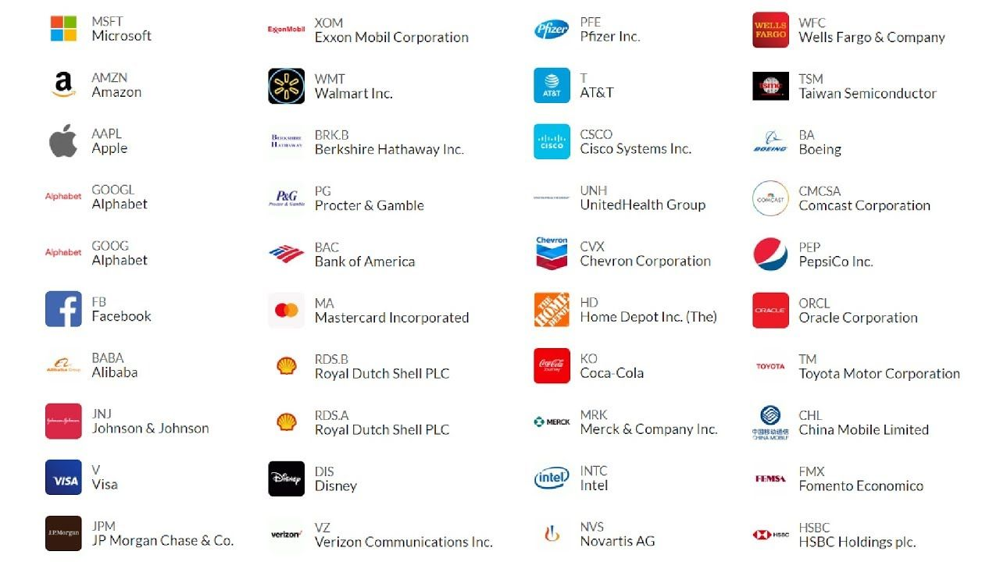 MSFT
Microsoft
AMZN
Amazon
AAPL
Apple
Alphabet
GOOGL
Alphabet
Alphabet
GOOG
Alphabet
FB
Facebook
Alibaba Group
BABA
Alibaba
Johnson & Johnson
JNJ
Johnson & Johnson
VISA
V
Visa
J.P.Morgan
JPM
JP Morgan Chase & Co.
ExxonMobil
XOM
Exxon Mobil Corporation
WMT
Walmart Inc.
BERKSHIRE
HATHAWAY
BRK.B
Berkshire Hathaway Inc.
P&G
Procter & Gamble
PG
Procter & Gamble
BAC
Bank of America
MA
Mastercard Incorporated
RDS.B
Royal Dutch Shell PLC
RDS.A
Royal Dutch Shell PLC
Disney
DIS
Disney
verizon
VZ
Verizon Communications Inc.
Pfizer
PFE
Pfizer Inc.
AT&T
T
AT&T
CISCO
CSCO
Cisco Systems Inc.
UNITEDHEALTH GROUP
UNH
UnitedHealth Group
Chevron
CVX
Chevron Corporation
THE
HOME
DEPOT
HD
Home Depot Inc. (The)
Coca-Cola
Journey
KO
Coca-Cola
MERCK
MRK
Merck & Company Inc.
intel
INTC
Intel
NVS
Novartis AG
WELLS
FARGO
WFC
Wells Fargo & Company
tsmc
TSM
Taiwan Semiconductor
BOEING
BA
Boeing
COMCAST
CMCSA
Comcast Corporation
PEP
PepsiCo Inc.
ORACLE
ORCL
Oracle Corporation
TOYOTA
TM
Toyota Motor Corporation
中国移动通信
CHINA MOBILE
CHL
China Mobile Limited
FEMSA
FMX
Fomento Economico
HSBC
HSBC
HSBC Holdings plc.